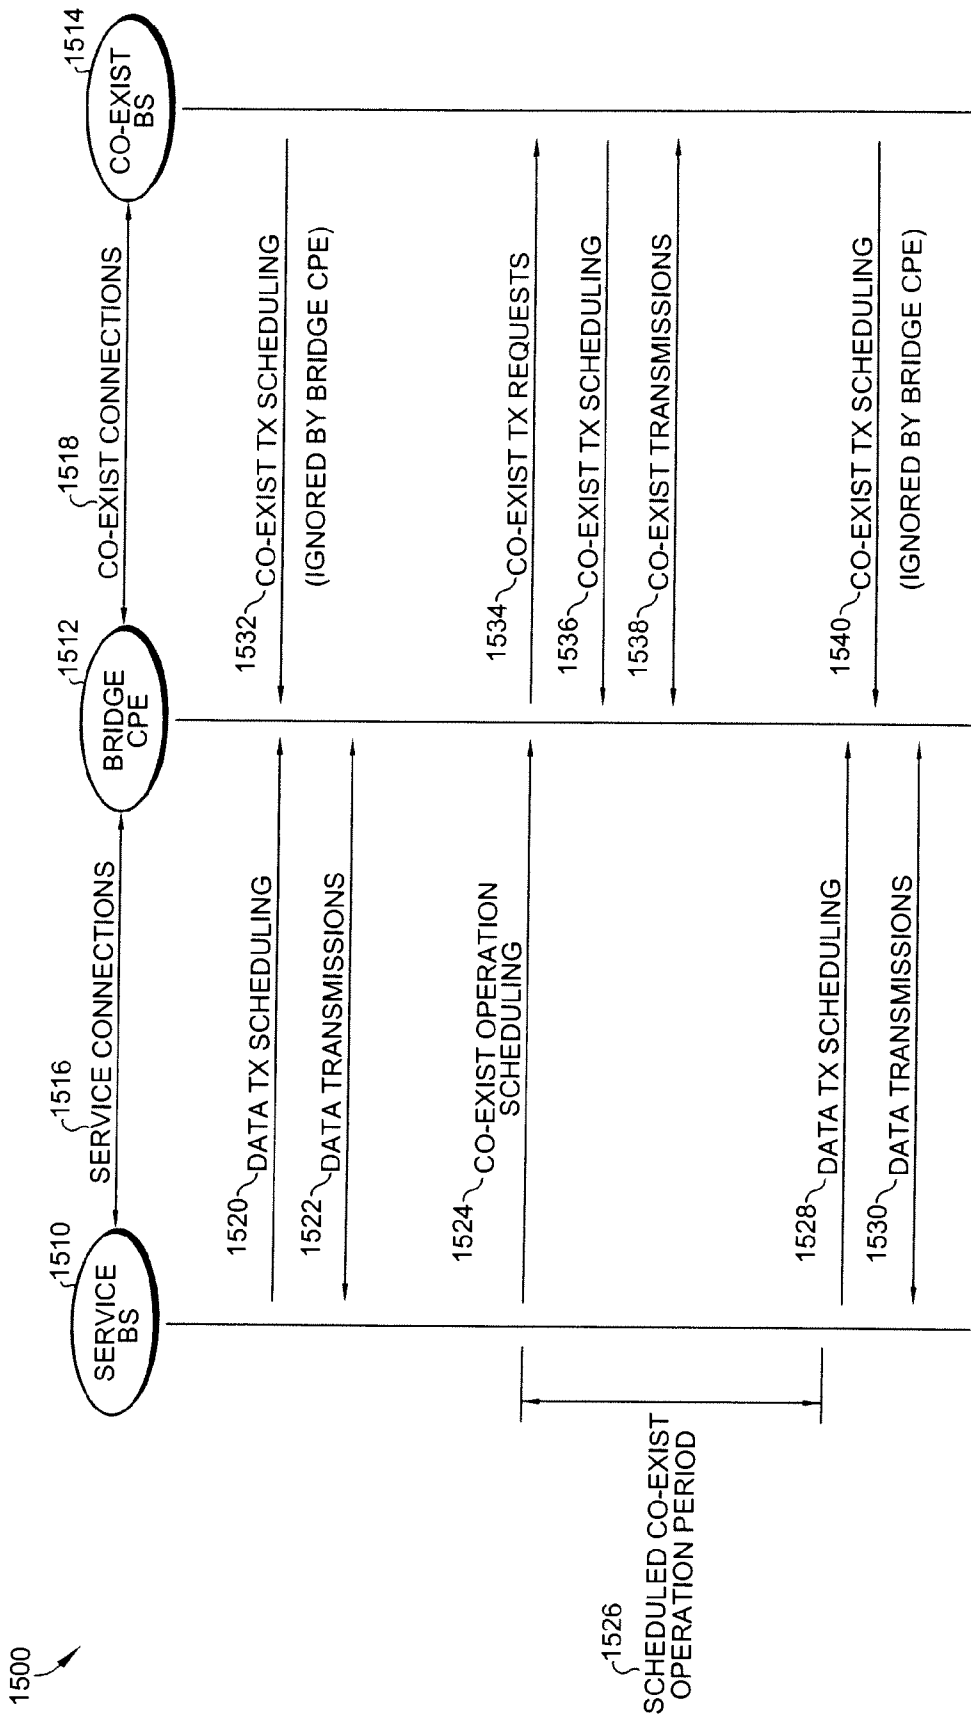 1500
1510
SERVICE
BS
1516
SERVICE CONNECTIONS
1512
BRIDGE
CPE
1518
CO-EXIST CONNECTIONS
1514
CO-EXIST
BS
1520 DATA TX SCHEDULING
1522 DATA TRANSMISSIONS
1532 CO-EXIST TX SCHEDULING
(IGNORED BY BRIDGE CPE)
1524 CO-EXIST OPERATION
SCHEDULING
1526
SCHEDULED CO-EXIST
OPERATION PERIOD
1534 CO-EXIST TX REQUESTS
1536 CO-EXIST TX SCHEDULING
1538 CO-EXIST TRANSMISSIONS
1528 DATA TX SCHEDULING
1530 DATA TRANSMISSIONS
1540 CO-EXIST TX SCHEDULING
(IGNORED BY BRIDGE CPE)